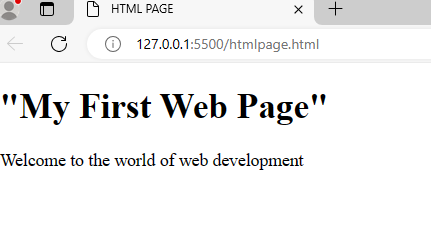 HTML PAGE
127.0.0.1:5500/htmlpage.html
"My First Web Page"
Welcome to the world of web development